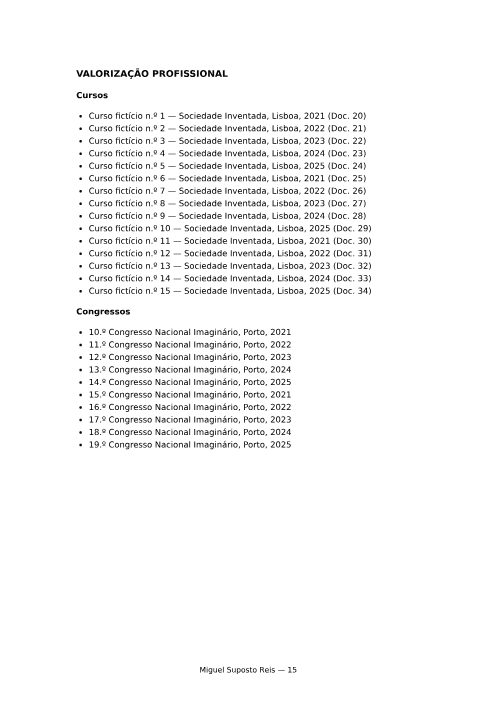 VALORIZAÇÃO PROFISSIONAL
Cursos
• Curso fictício n.º 1 — Sociedade Inventada, Lisboa, 2021 (Doc. 20)
• Curso fictício n.º 2 — Sociedade Inventada, Lisboa, 2022 (Doc. 21)
• Curso fictício n.º 3 — Sociedade Inventada, Lisboa, 2023 (Doc. 22)
• Curso fictício n.º 4 — Sociedade Inventada, Lisboa, 2024 (Doc. 23)
• Curso fictício n.º 5 — Sociedade Inventada, Lisboa, 2025 (Doc. 24)
• Curso fictício n.º 6 — Sociedade Inventada, Lisboa, 2021 (Doc. 25)
• Curso fictício n.º 7 — Sociedade Inventada, Lisboa, 2022 (Doc. 26)
• Curso fictício n.º 8 — Sociedade Inventada, Lisboa, 2023 (Doc. 27)
• Curso fictício n.º 9 — Sociedade Inventada, Lisboa, 2024 (Doc. 28)
• Curso fictício n.º 10 — Sociedade Inventada, Lisboa, 2025 (Doc. 29)
• Curso fictício n.º 11 — Sociedade Inventada, Lisboa, 2021 (Doc. 30)
• Curso fictício n.º 12 — Sociedade Inventada, Lisboa, 2022 (Doc. 31)
• Curso fictício n.º 13 — Sociedade Inventada, Lisboa, 2023 (Doc. 32)
• Curso fictício n.º 14 — Sociedade Inventada, Lisboa, 2024 (Doc. 33)
• Curso fictício n.º 15 — Sociedade Inventada, Lisboa, 2025 (Doc. 34)
Congressos
• 10.º Congresso Nacional Imaginário, Porto, 2021
• 11.º Congresso Nacional Imaginário, Porto, 2022
• 12.º Congresso Nacional Imaginário, Porto, 2023
• 13.º Congresso Nacional Imaginário, Porto, 2024
• 14.º Congresso Nacional Imaginário, Porto, 2025
• 15.º Congresso Nacional Imaginário, Porto, 2021
• 16.º Congresso Nacional Imaginário, Porto, 2022
• 17.º Congresso Nacional Imaginário, Porto, 2023
• 18.º Congresso Nacional Imaginário, Porto, 2024
• 19.º Congresso Nacional Imaginário, Porto, 2025
Miguel Suposto Reis — 15